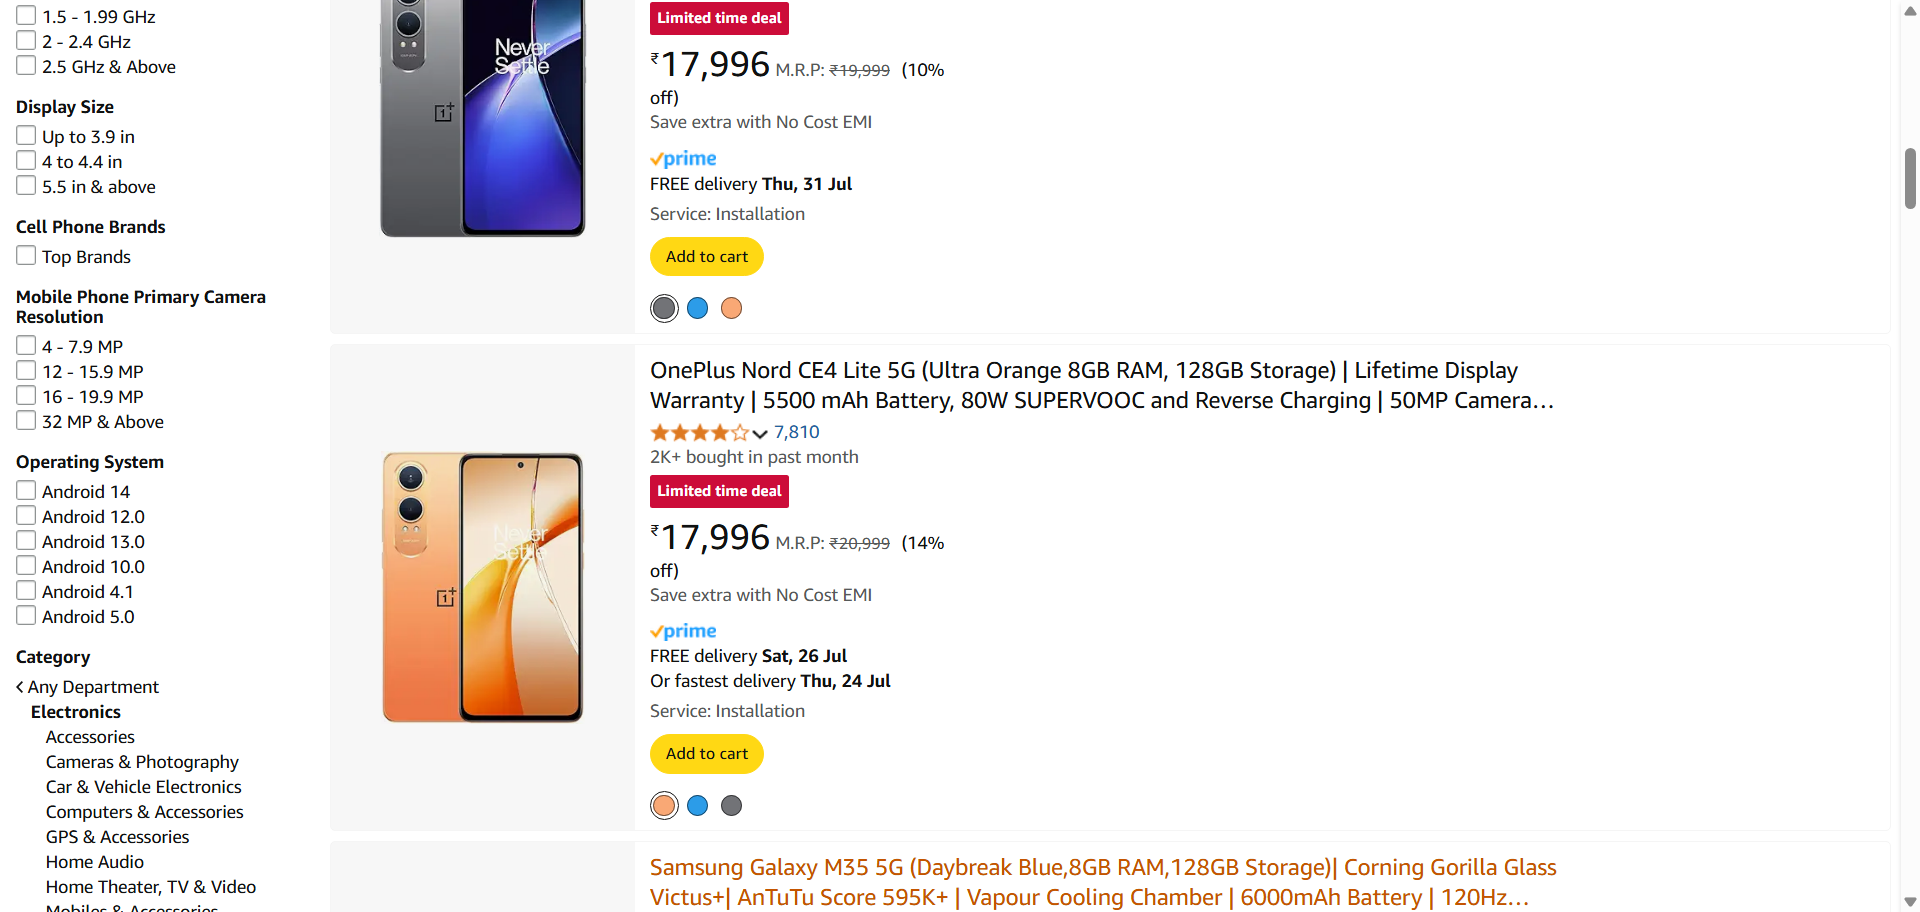 1.5 - 1.99 GHz
2 - 2.4 GHz
2.5 GHz & Above
Display Size
Up to 3.9 in
4 to 4.4 in
5.5 in & above
Cell Phone Brands
Top Brands
Mobile Phone Primary Camera
Resolution
4 - 7.9 MP
12 - 15.9 MP
16 - 19.9 MP
32 MP & Above
Operating System
Android 14
Android 12.0
Android 13.0
Android 10.0
Android 4.1
Android 5.0
Category
Any Department
Electronics
Accessories
Cameras & Photography
Car & Vehicle Electronics
Computers & Accessories
GPS & Accessories
Home Audio
Home Theater, TV & Video
Mobiles & Accessories
Never
Settle
Limited time deal
₹17,996 M.R.P: ₹19,999 (10%
off)
Save extra with No Cost EMI
prime
FREE delivery Thu, 31 Jul
Service: Installation
Add to cart
Never
Settle
OnePlus Nord CE4 Lite 5G (Ultra Orange 8GB RAM, 128GB Storage) | Lifetime Display
Warranty | 5500 mAh Battery, 80W SUPERVOOC and Reverse Charging | 50MP Camera…
7,810
2K+ bought in past month
Limited time deal
₹17,996 M.R.P: ₹20,999 (14%
off)
Save extra with No Cost EMI
prime
FREE delivery Sat, 26 Jul
Or fastest delivery Thu, 24 Jul
Service: Installation
Add to cart
Samsung Galaxy M35 5G (Daybreak Blue,8GB RAM,128GB Storage)| Corning Gorilla Glass
Victus+| AnTuTu Score 595K+ | Vapour Cooling Chamber | 6000mAh Battery | 120Hz…